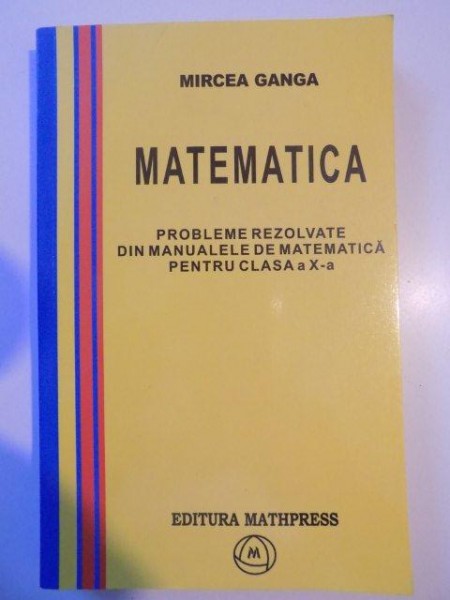 MIRCEA GANGA
MATEMATICA
PROBLEME REZOLVATE
DIN MANUALELE DE MATEMATICĂ
PENTRU CLASA a X-a
EDITURA MATHPRESS
M